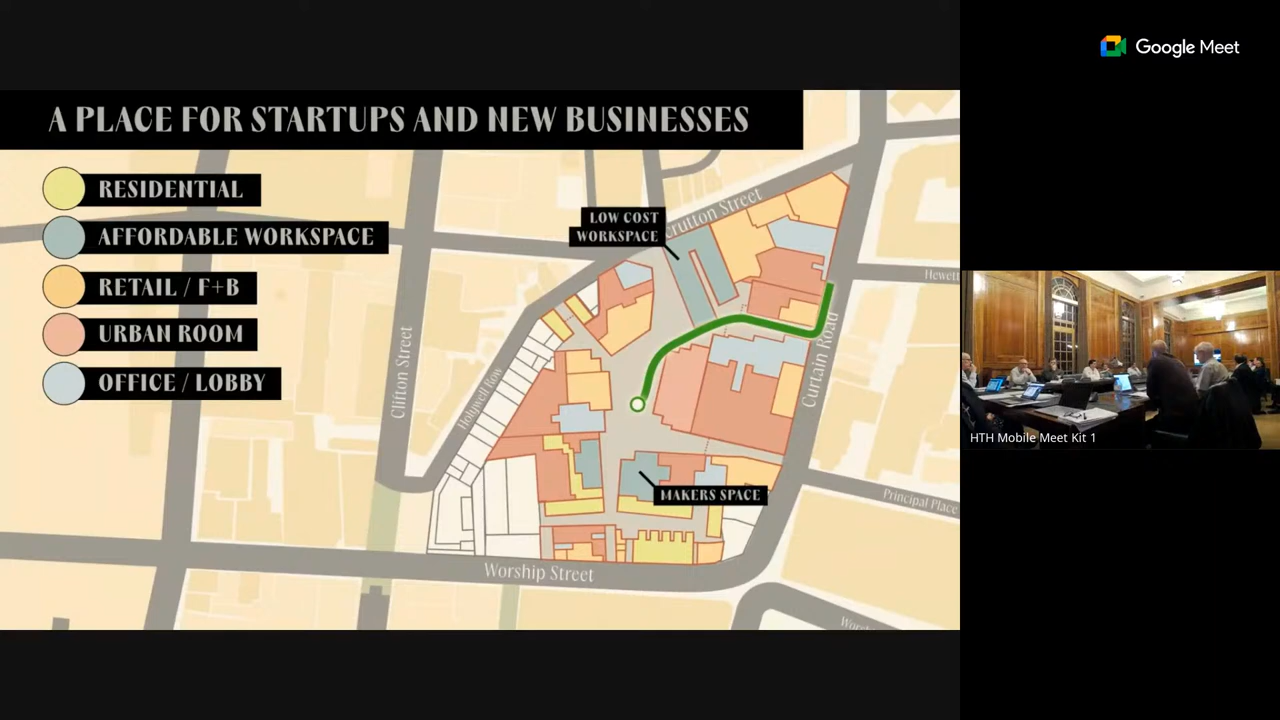 A PLACE FOR STARTUPS AND NEW BUSINESSES
RESIDENTIAL
AFFORDABLE WORKSPACE
RETAIL / F+B
URBAN ROOM
OFFICE / LOBBY
LOW COST
WORKSPACE
crutton Street
Clifton Street
Holywell Row
Curtain Road
Hewett
MAKERS SPACE
Principal Place
Worship Street
Wors
Google Meet
HTH Mobile Meet Kit 1